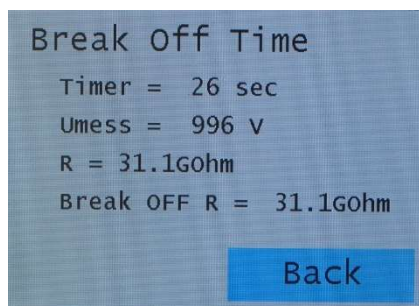 Break Off Time
Timer = 26 sec
Umess = 996 V
R = 31.1GOhm
Break OFF R = 31.1GOhm
Back